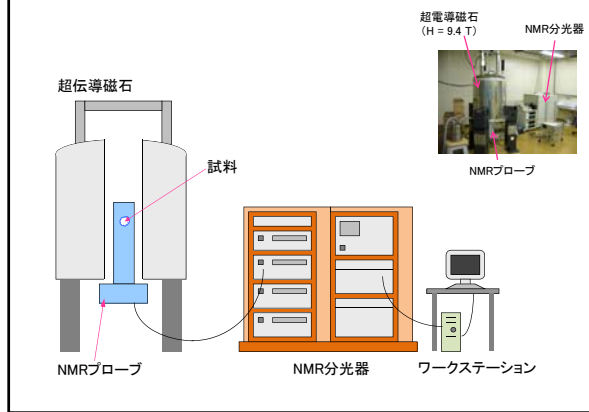 超電導磁石
(H = 9.4 T)
NMR分光器
NMRプローブ
超伝導磁石
試料
NMRプローブ
NMR分光器
ワークステーション